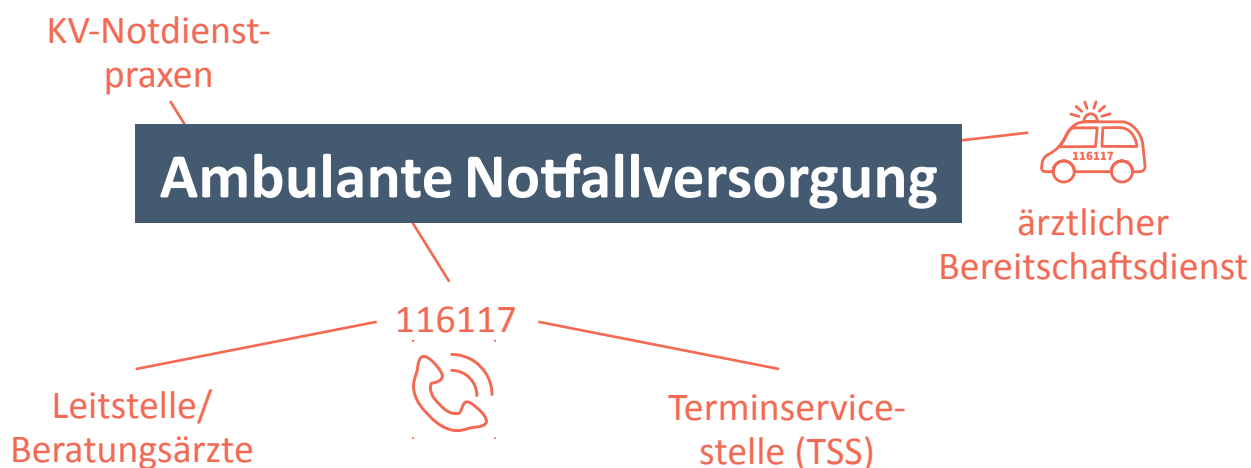 KV-Notdienst-
praxen
Ambulante Notfallversorgung
116117
ärztlicher
Bereitschaftsdienst
116117
Leitstelle/
Beratungsärzte
Terminservice-
stelle (TSS)